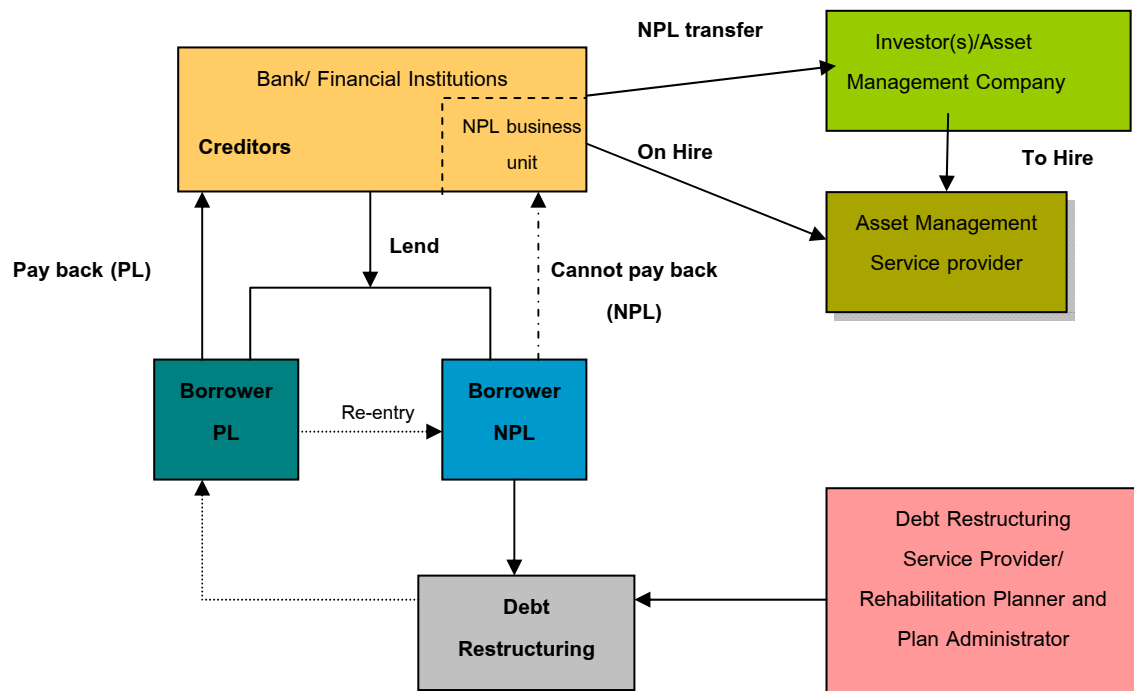 NPL transfer
Investor(s)/Asset
Management Company
Bank/ Financial Institutions
Creditors
NPL business
unit
On Hire
To Hire
Asset Management
Service provider
Lend
Pay back (PL)
Cannot pay back
(NPL)
Borrower
PL
Re-entry
Borrower
NPL
Debt Restructuring
Service Provider/
Rehabilitation Planner and
Plan Administrator
Debt
Restructuring